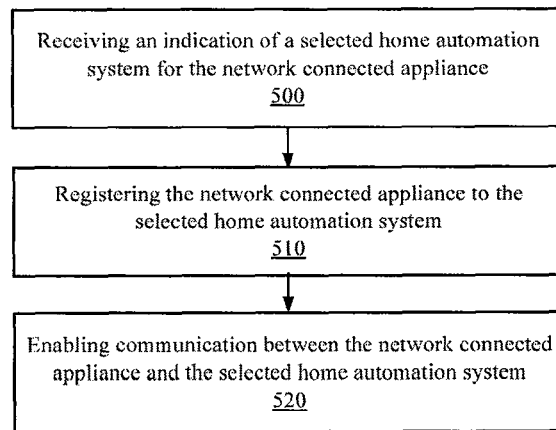 Receiving an indication of a selected home automation
system for the network connected appliance
500
Registering the network connected appliance to the
selected home automation system
510
Enabling communication between the network connected
appliance and the selected home automation system
520